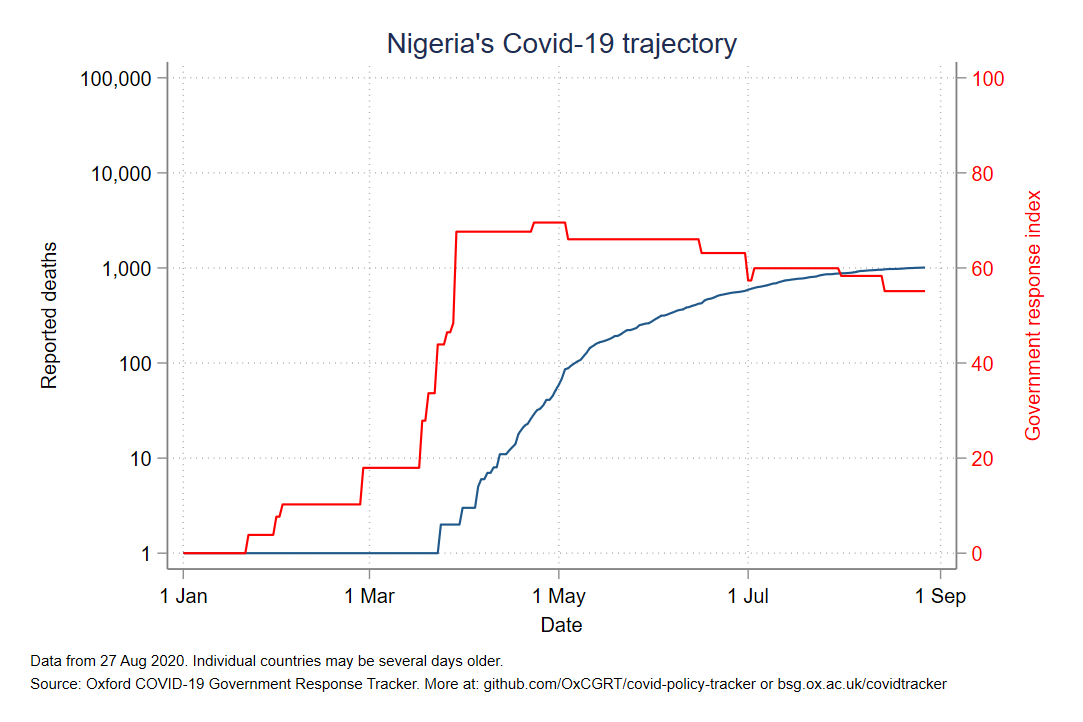 Nigeria's Covid-19 trajectory
100,000
10,000
1,000
100
10
1
Reported deaths
100
80
60
40
20
0
Government response index
1 Jan
1 Mar
1 May
1 Jul
1 Sep
Date
Data from 27 Aug 2020. Individual countries may be several days older.
Source: Oxford COVID-19 Government Response Tracker. More at: github.com/OxCGRT/covid-policy-tracker or bsg.ox.ac.uk/covidtracker